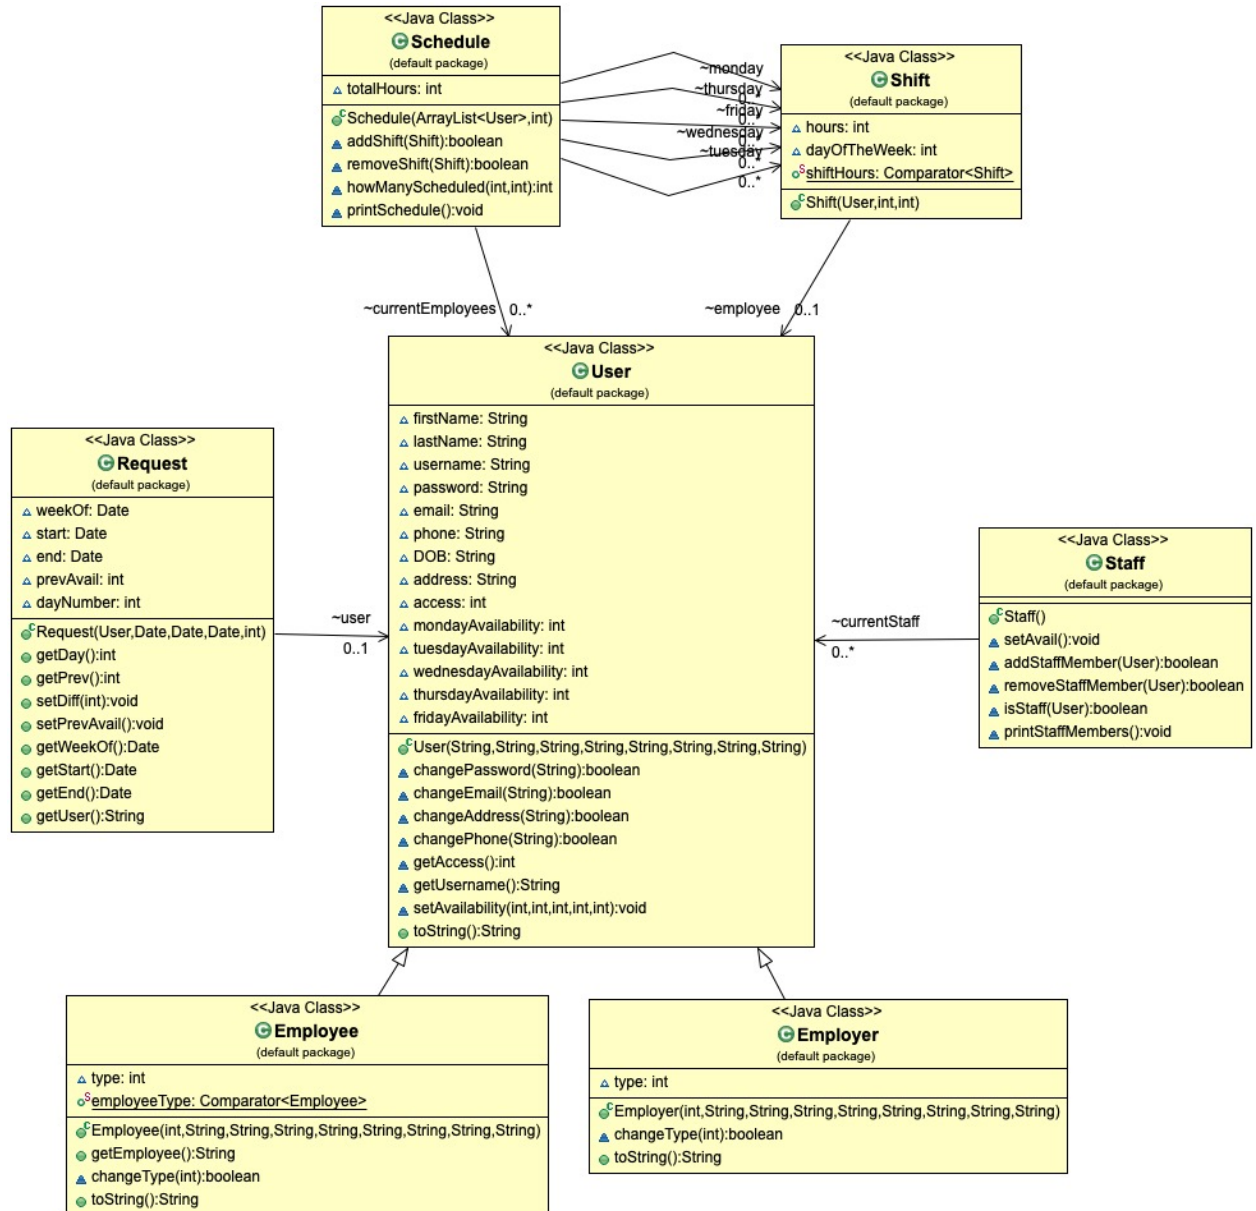 <<Java Class>>
Schedule
(default package)
totalHours: int
Schedule(ArrayList<User>,int)
addShift(Shift):boolean
removeShift(Shift):boolean
howManyScheduled(int,int):int
printSchedule():void
~monday
0..*
~thursday
0..*
~friday
0..*
~wednesday
0..*
~tuesday
0..*
<<Java Class>>
Shift
(default package)
hours: int
dayOfTheWeek: int
shiftHours: Comparator<Shift>
Shift(User,int,int)
~currentEmployees 0..*
~employee 0..1
<<Java Class>>
User
(default package)
firstName: String
lastName: String
username: String
password: String
email: String
phone: String
DOB: String
address: String
access: int
mondayAvailability: int
tuesdayAvailability: int
wednesdayAvailability: int
thursdayAvailability: int
fridayAvailability: int
User(String,String,String,String,String,String,String,String)
changePassword(String):boolean
changeEmail(String):boolean
changeAddress(String):boolean
changePhone(String):boolean
getAccess():int
getUsername():String
setAvailability(int,int,int,int,int):void
toString():String
<<Java Class>>
Request
(default package)
weekOf: Date
start: Date
end: Date
prevAvail: int
dayNumber: int
Request(User,Date,Date,Date,int)
getDay():int
getPrev():int
setDiff(int):void
setPrevAvail():void
getWeekOf():Date
getStart():Date
getEnd():Date
getUser():String
~user
0..1
<<Java Class>>
Staff
(default package)
Staff()
setAvail():void
addStaffMember(User):boolean
removeStaffMember(User):boolean
isStaff(User):boolean
printStaffMembers():void
~currentStaff
0..*
<<Java Class>>
Employee
(default package)
type: int
employeeType: Comparator<Employee>
Employee(int,String,String,String,String,String,String,String,String)
getEmployee():String
changeType(int):boolean
toString():String
<<Java Class>>
Employer
(default package)
type: int
Employer(int,String,String,String,String,String,String,String,String)
changeType(int):boolean
toString():String